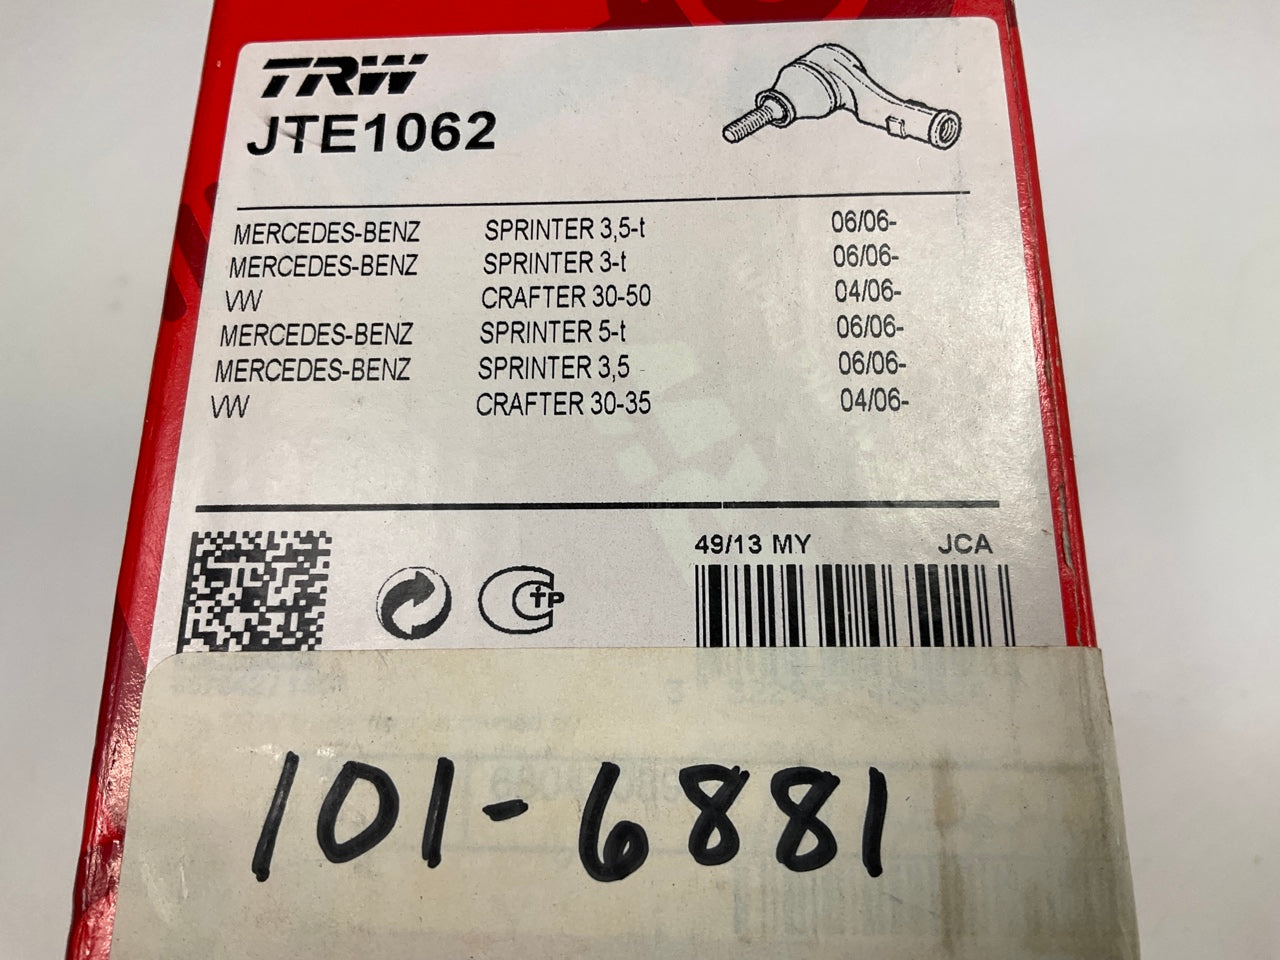 TRW
JTE1062
MERCEDES-BENZ SPRINTER 3,5-t 06/06-
MERCEDES-BENZ SPRINTER 3-t 06/06-
VW CRAFTER 30-50 04/06-
MERCEDES-BENZ SPRINTER 5-t 06/06-
MERCEDES-BENZ SPRINTER 3,5 06/06-
VW CRAFTER 30-35 04/06-
49/13 MY JCA
101-6881